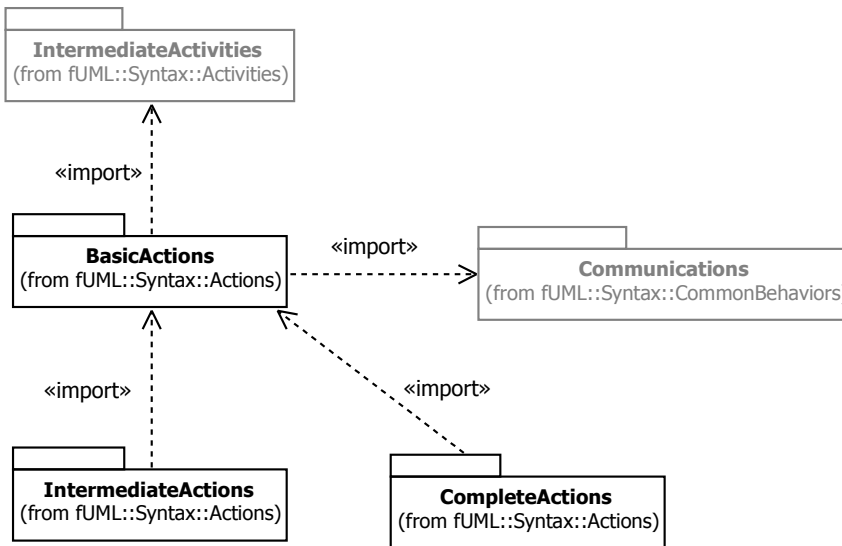 IntermediateActivities
(from fUML::Syntax::Activities)
«import»
BasicActions
(from fUML::Syntax::Actions)
«import»
Communications
(from fUML::Syntax::CommonBehaviors)
«import»
«import»
IntermediateActions
(from fUML::Syntax::Actions)
CompleteActions
(from fUML::Syntax::Actions)